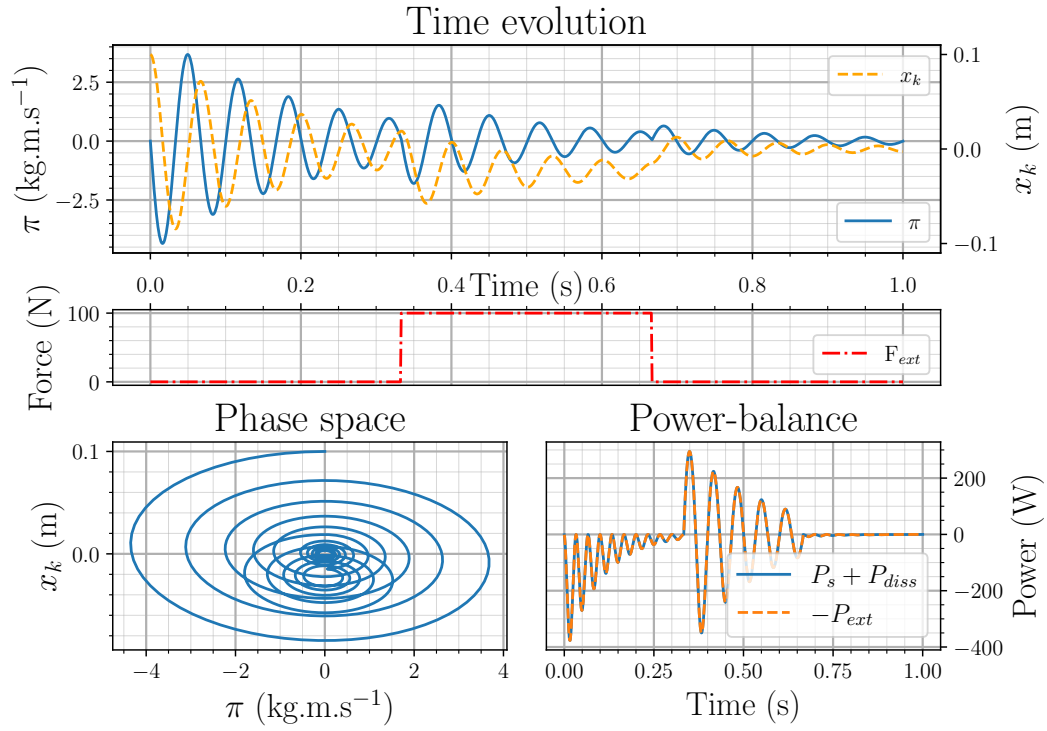 Time evolution
π (kg.m.s⁻¹)
2.5
0.0
−2.5
x_k
π
0.1
0.0
−0.1
x_k (m)
0.0 0.2 0.4 0.6 0.8 1.0
Time (s)
Force (N)
100
0
F_ext
Phase space
x_k (m)
0.1
0.0
−4 −2 0 2 4
π (kg.m.s⁻¹)
Power-balance
P_s + P_diss
−P_ext
200
0
−200
−400
Power (W)
0.00 0.25 0.50 0.75 1.00
Time (s)